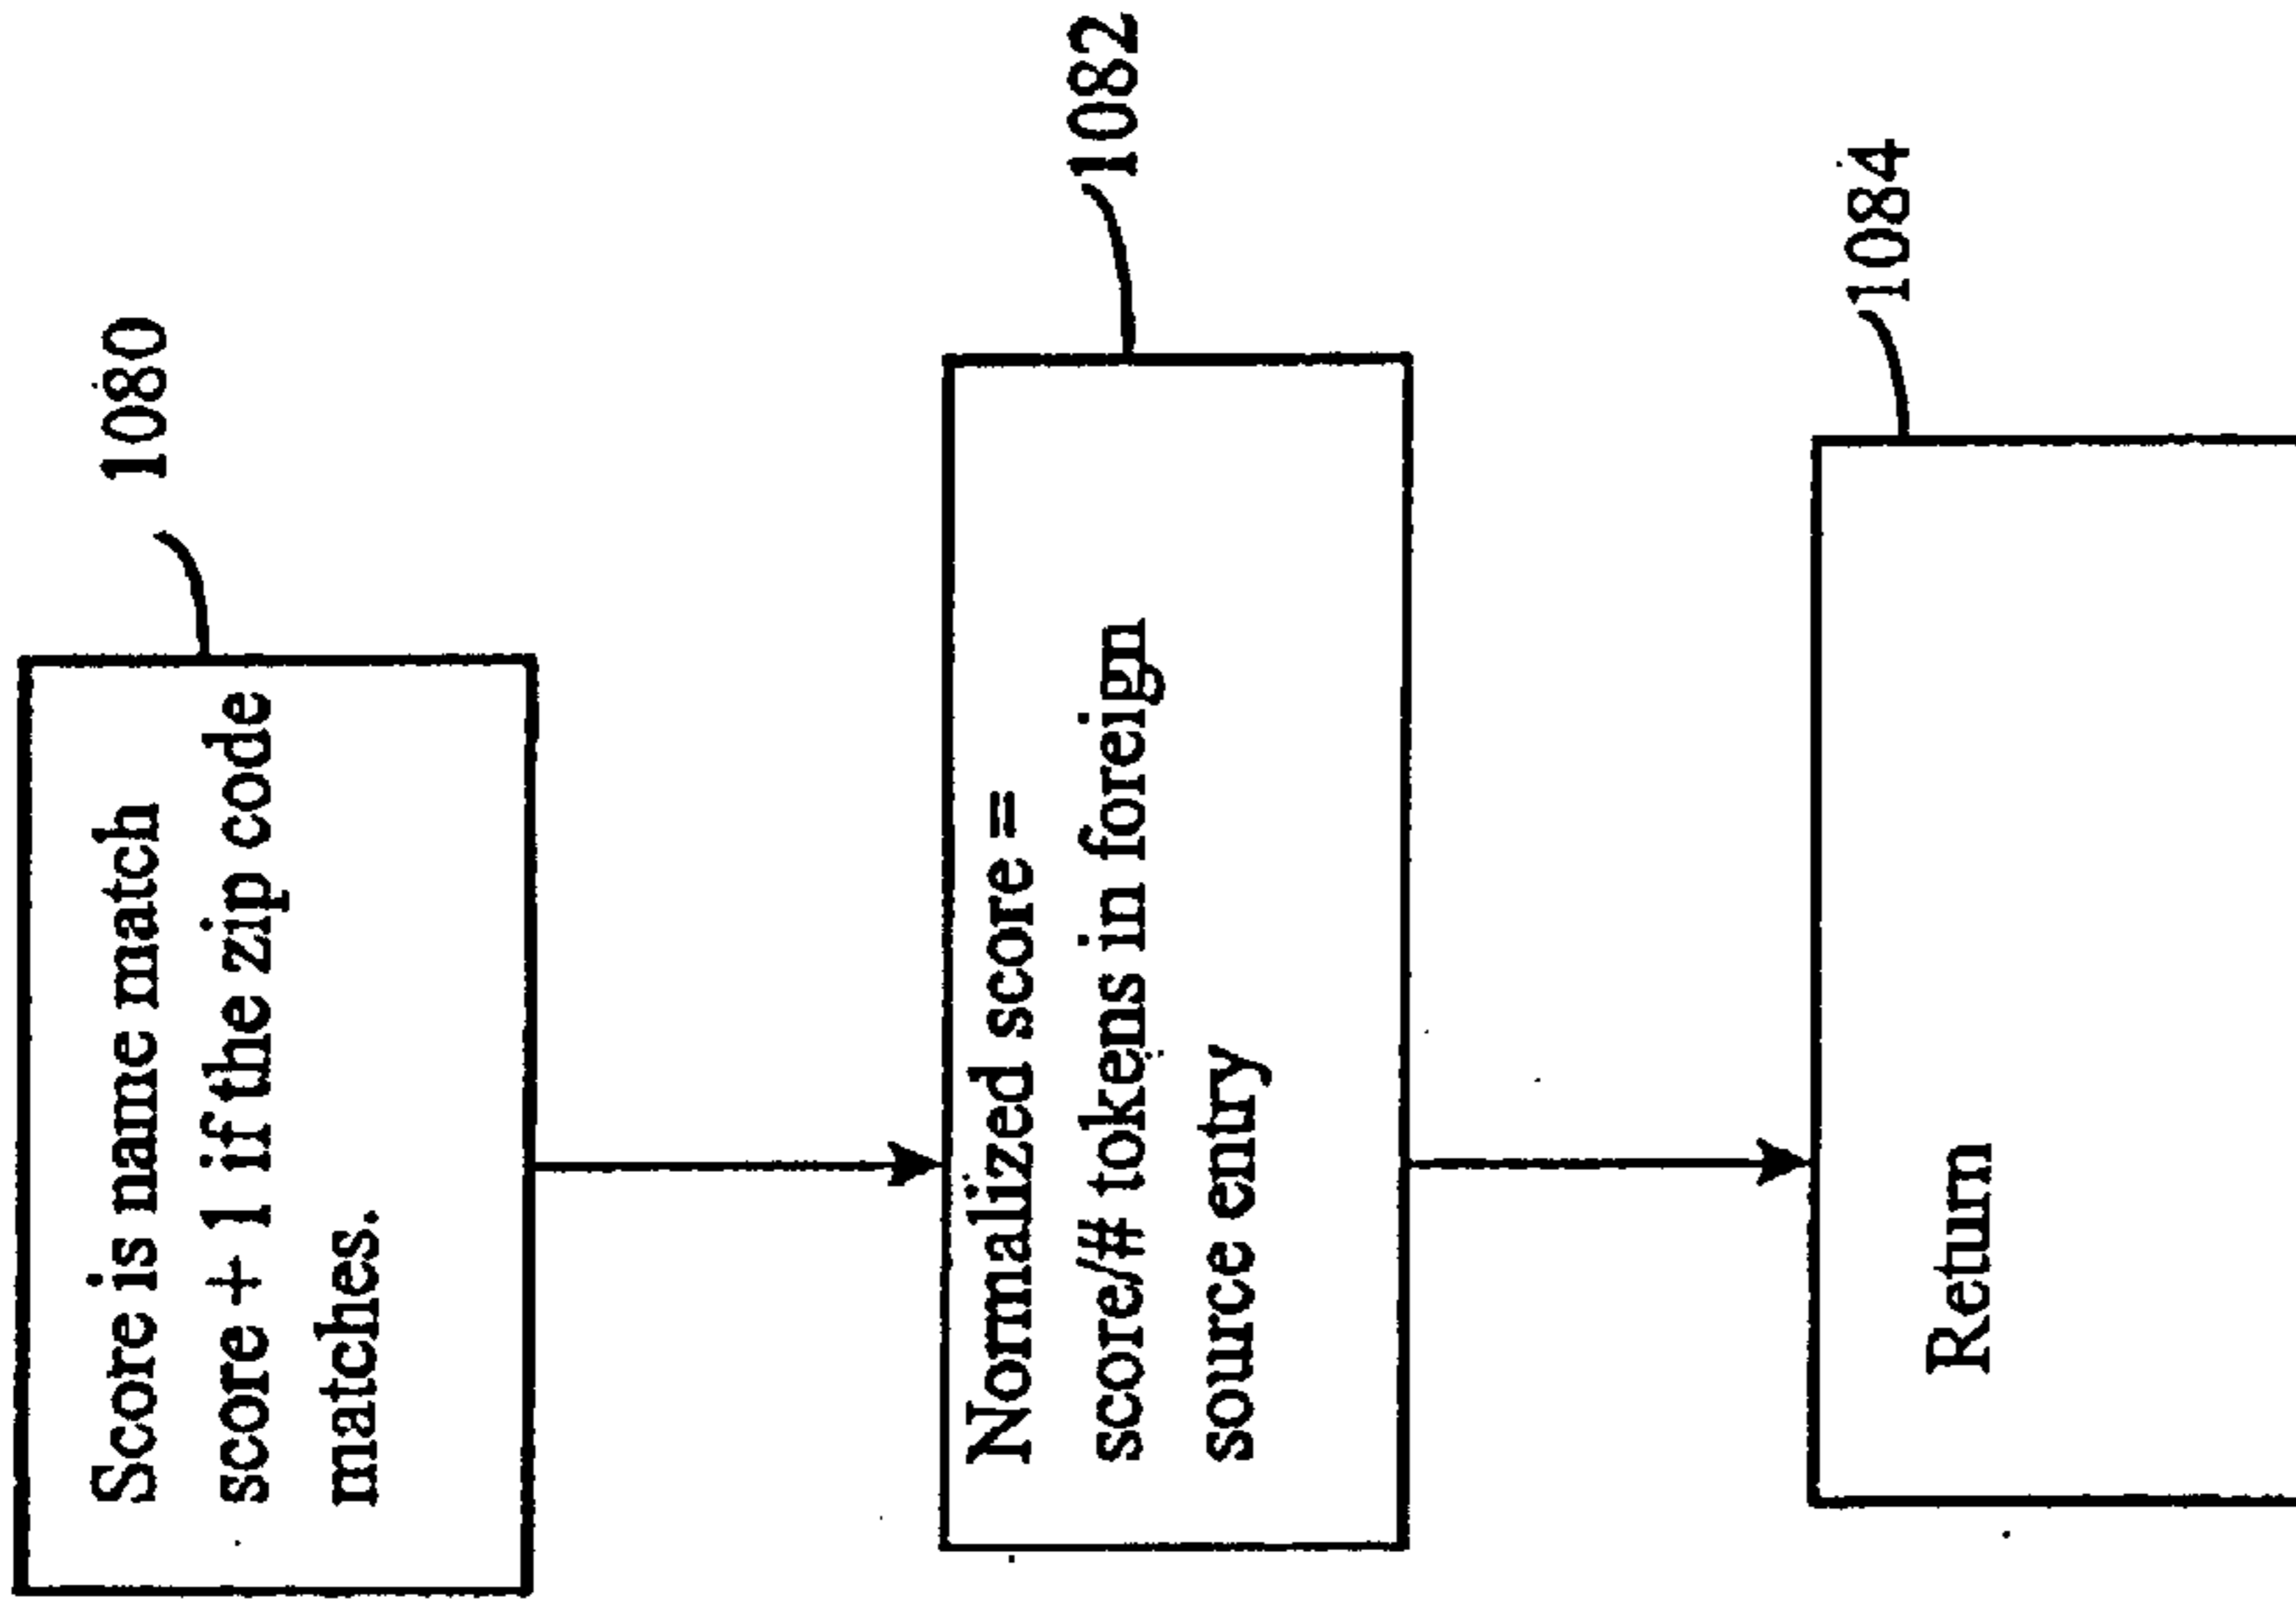 1080
Score is name match
score + 1 if the zip code
matches.
1082
Normalized score =
score/# tokens in foreign
source entry
1084
Return